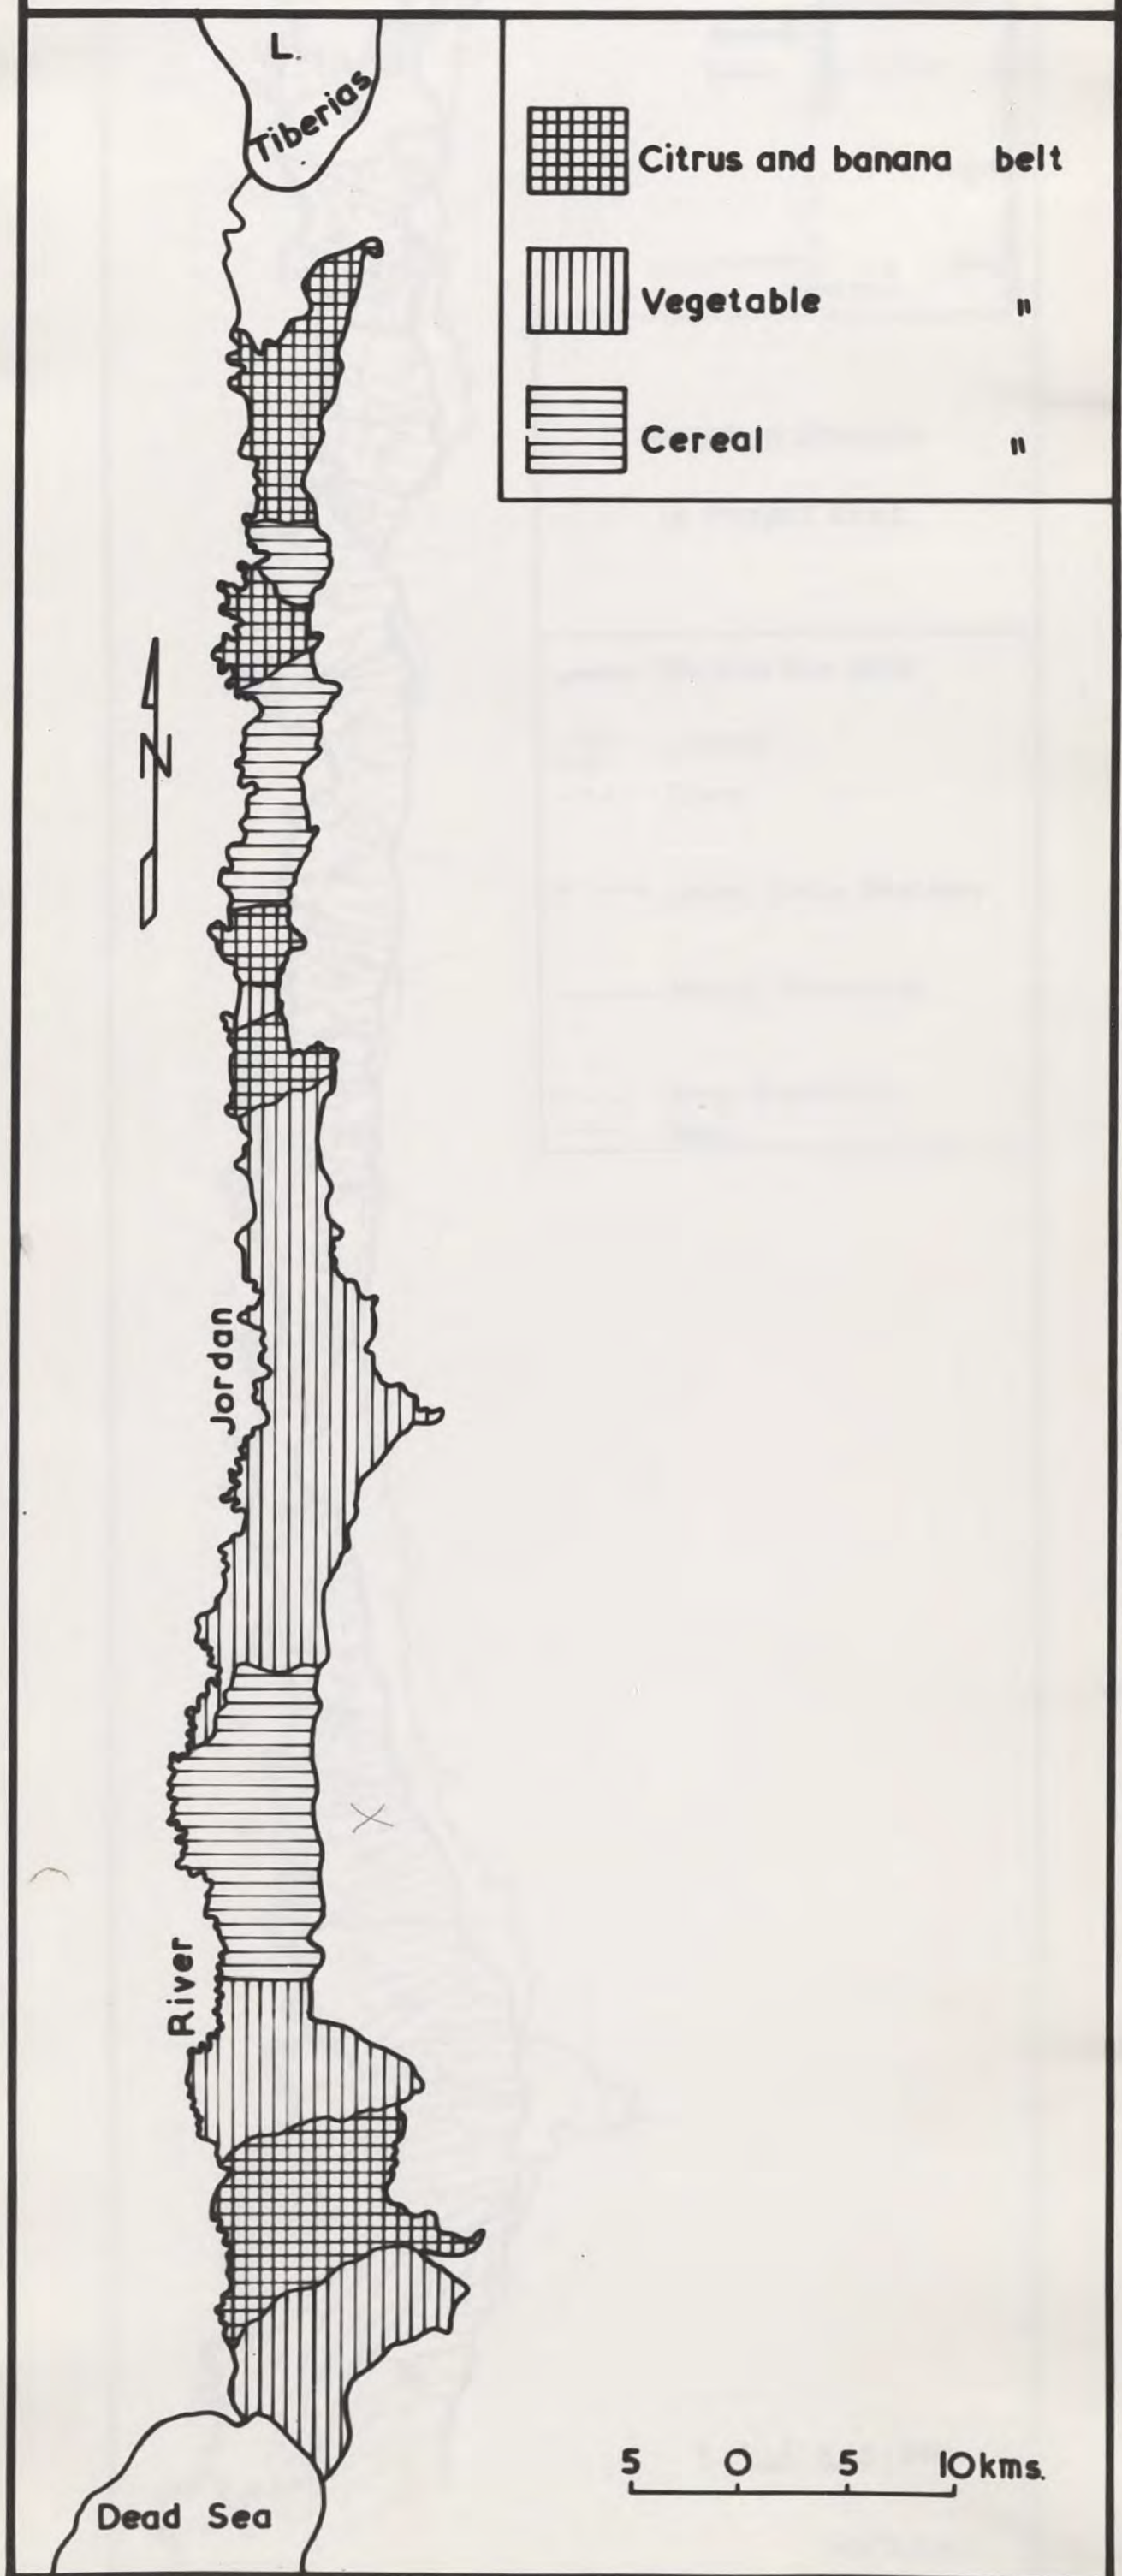 L.
Tiberias
Citrus and banana belt
Vegetable "
Cereal "
N
Jordan
River
5 0 5 10kms.
Dead Sea